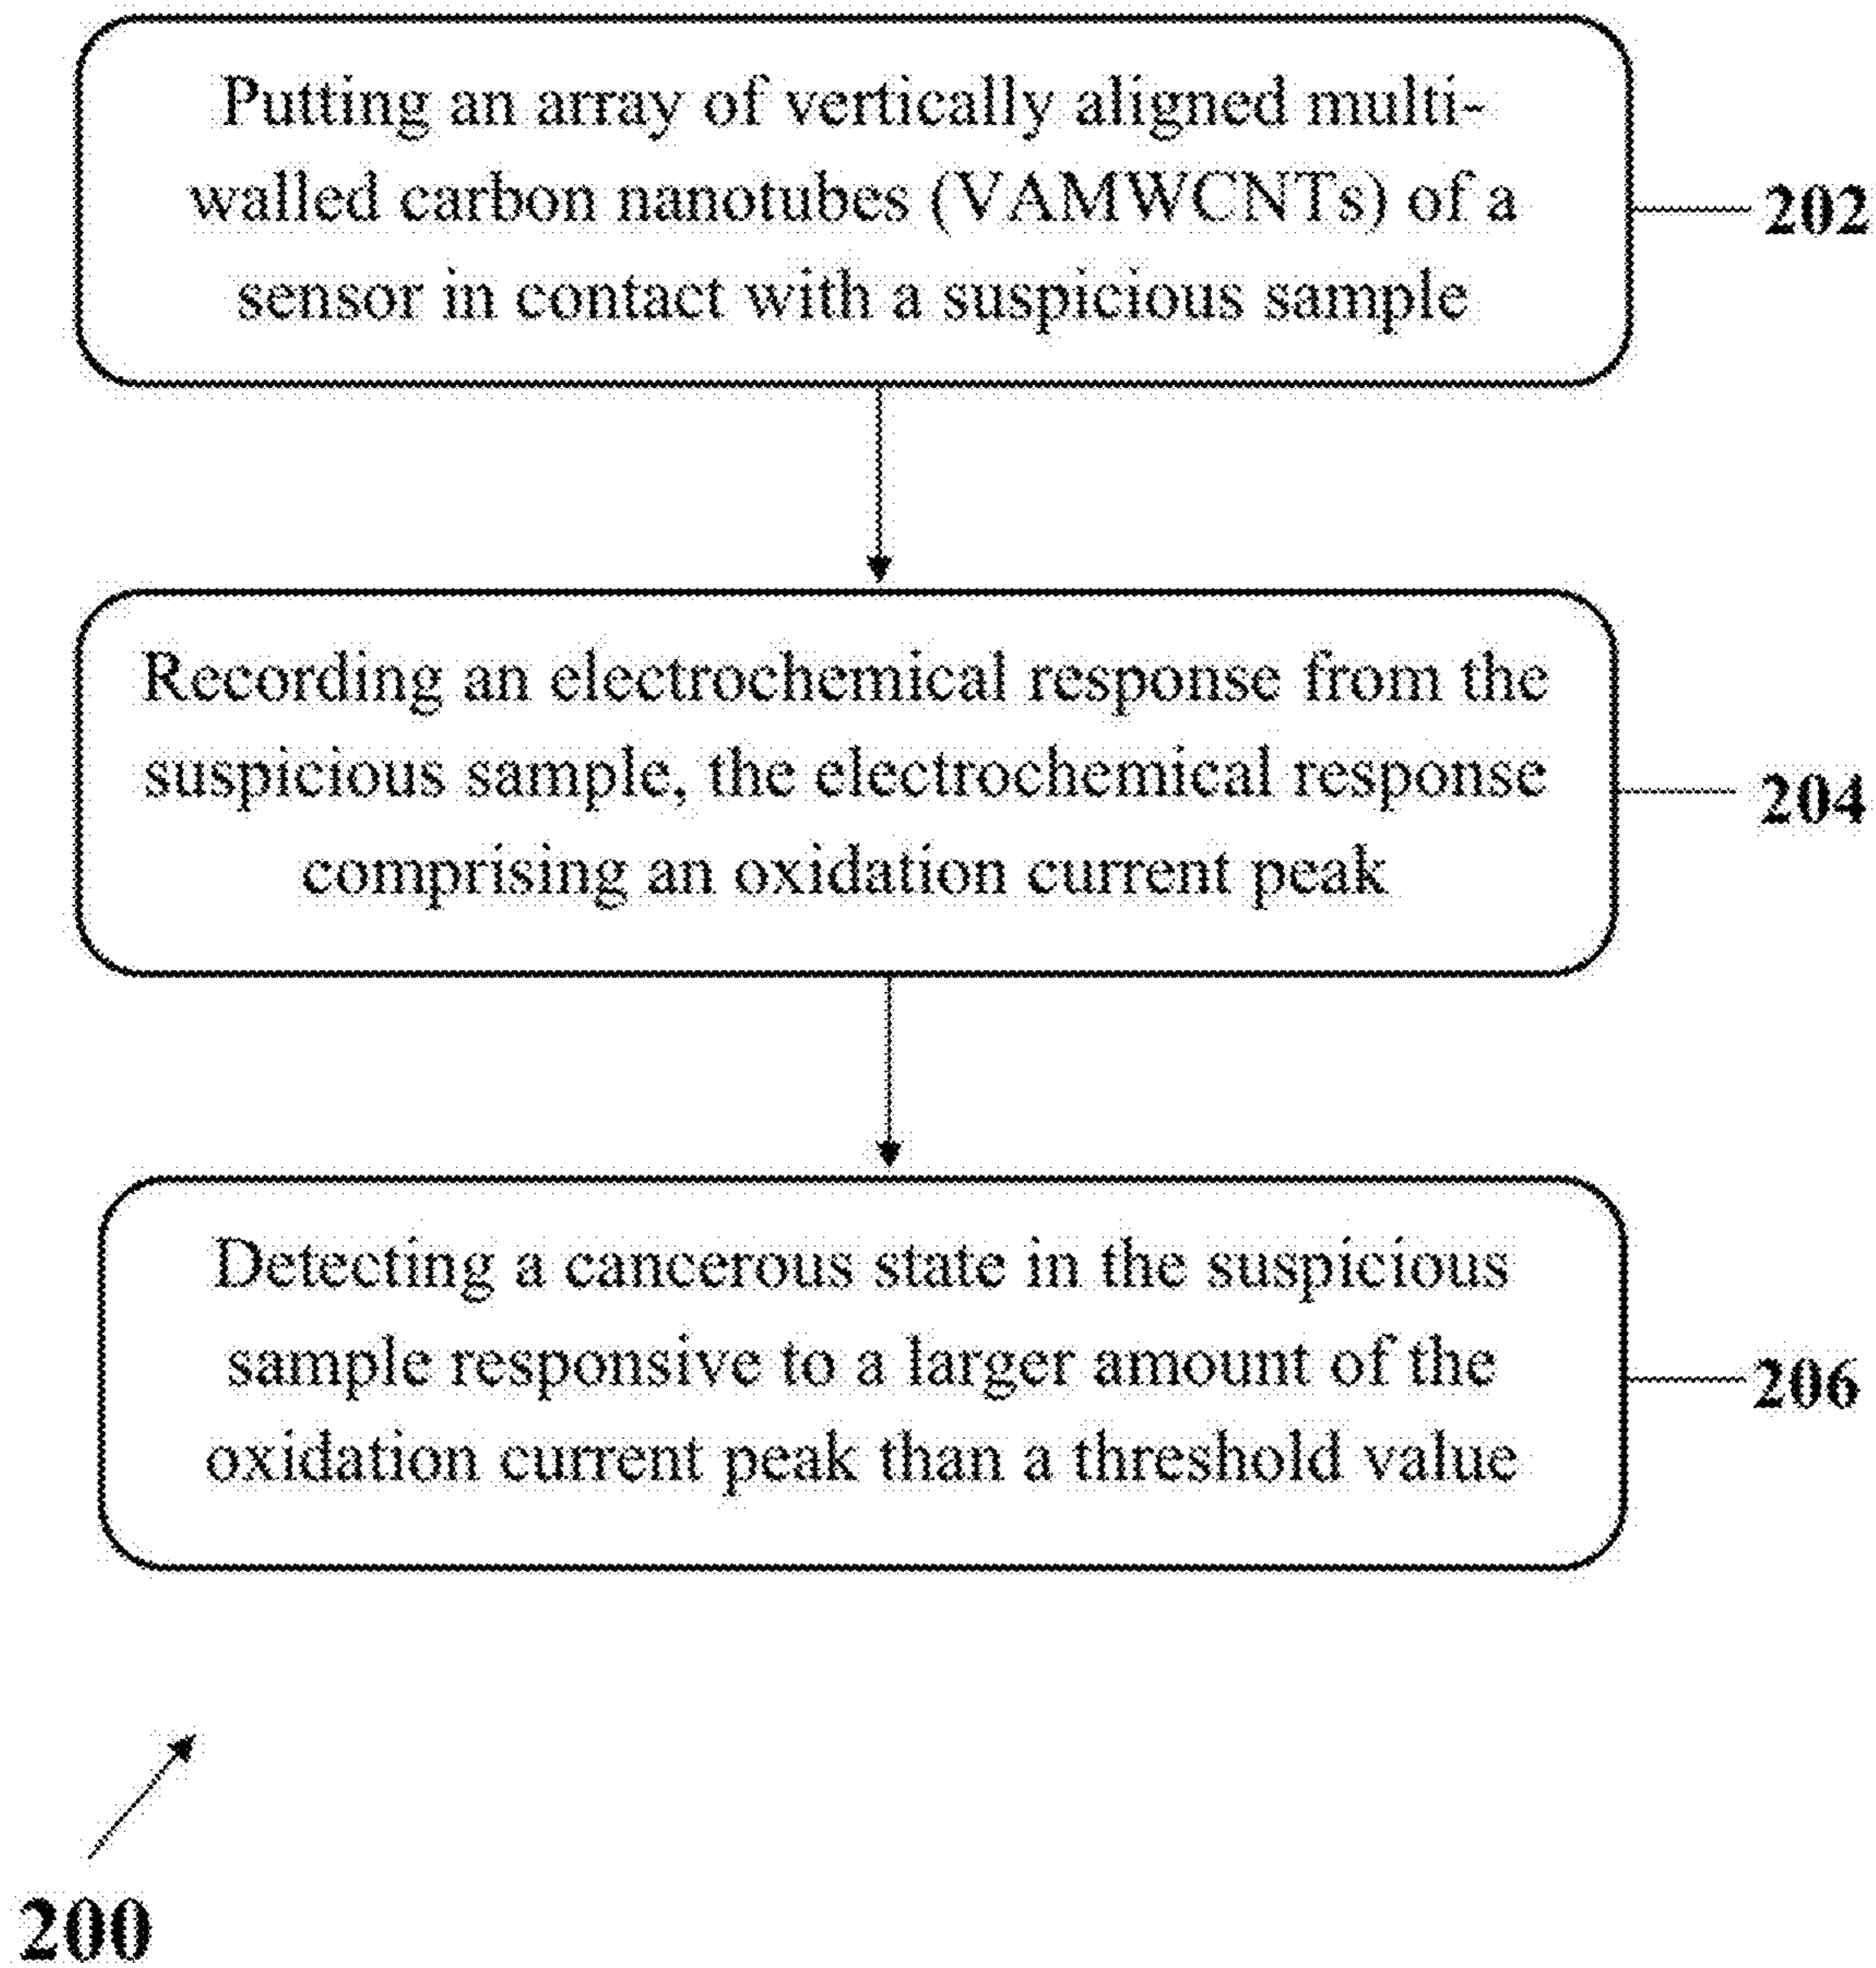 Putting an array of vertically aligned multi-
walled carbon nanotubes (VAMWCNTs) of a
sensor in contact with a suspicious sample
202
Recording an electrochemical response from the
suspicious sample, the electrochemical response
comprising an oxidation current peak
204
Detecting a cancerous state in the suspicious
sample responsive to a larger amount of the
oxidation current peak than a threshold value
206
200